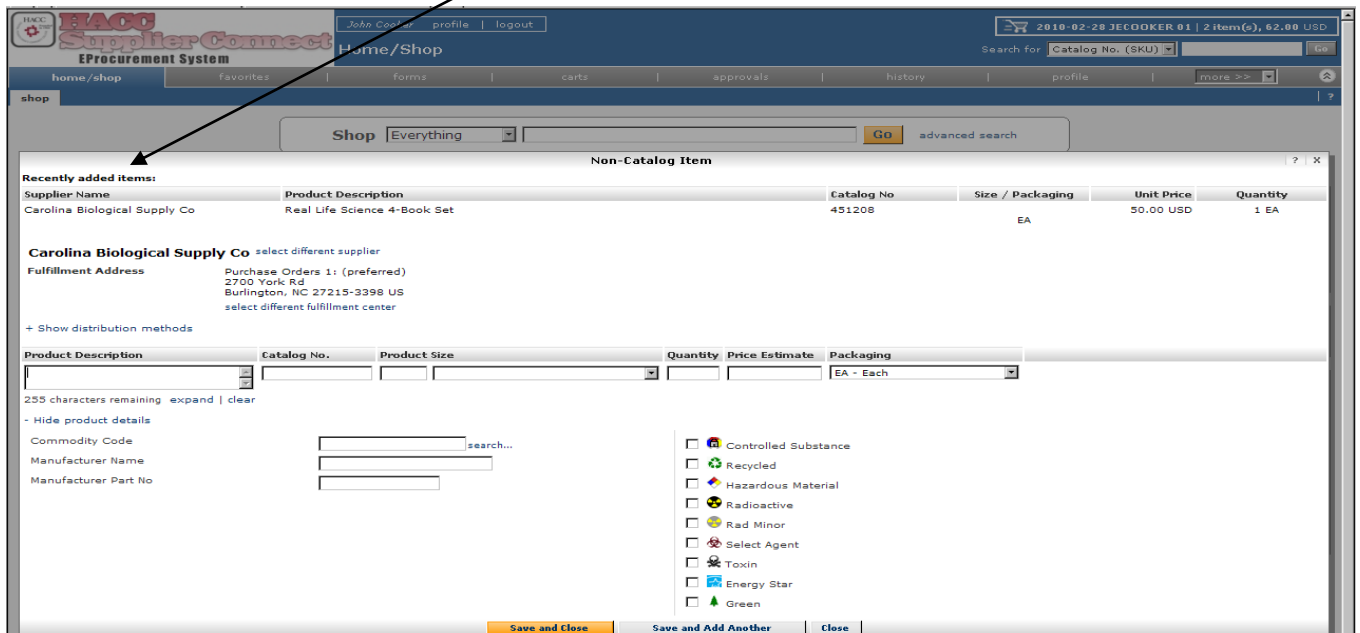 HACC HACC John Cooker profile | logout 2010-02-28 JECOOKER 01 | 2 item(s), 62.00 USD
Supplier Connect Home/Shop Search for Catalog No. (SKU) Go
EProcurement System
home/shop favorites | forms | carts | approvals | history | profile | more >>
shop | ?
Shop Everything Go advanced search
Non-Catalog Item ? X
Recently added items:
Supplier Name Product Description Catalog No Size / Packaging Unit Price Quantity
Carolina Biological Supply Co Real Life Science 4-Book Set 451208 EA 50.00 USD 1 EA
Carolina Biological Supply Co select different supplier
Fulfillment Address Purchase Orders 1: (preferred)
2700 York Rd
Burlington, NC 27215-3398 US
select different fulfillment center
+ Show distribution methods
Product Description Catalog No. Product Size Quantity Price Estimate Packaging
EA - Each
255 characters remaining expand | clear
- Hide product details
Commodity Code search... Controlled Substance
Manufacturer Name Recycled
Manufacturer Part No Hazardous Material
Radioactive
Rad Minor
Select Agent
Toxin
Energy Star
Green
Save and Close Save and Add Another Close